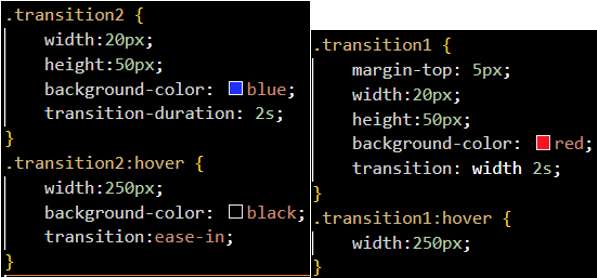 .transition2 {
width:20px;
height:50px;
background-color: blue;
transition-duration: 2s;
}
.transition2:hover {
width:250px;
background-color: black;
transition:ease-in;
}
.transition1 {
margin-top: 5px;
width:20px;
height:50px;
background-color: red;
transition: width 2s;
}
.transition1:hover {
width:250px;
}